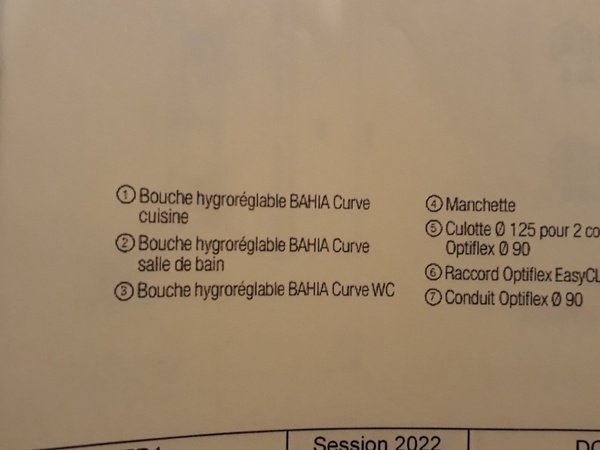 ① Bouche hygroréglable BAHIA Curve
cuisine
② Bouche hygroréglable BAHIA Curve
salle de bain
③ Bouche hygroréglable BAHIA Curve WC
④ Manchette
⑤ Culotte Ø 125 pour 2 co
Optiflex Ø 90
⑥ Raccord Optiflex EasyCL
⑦ Conduit Optiflex Ø 90
Session 2022